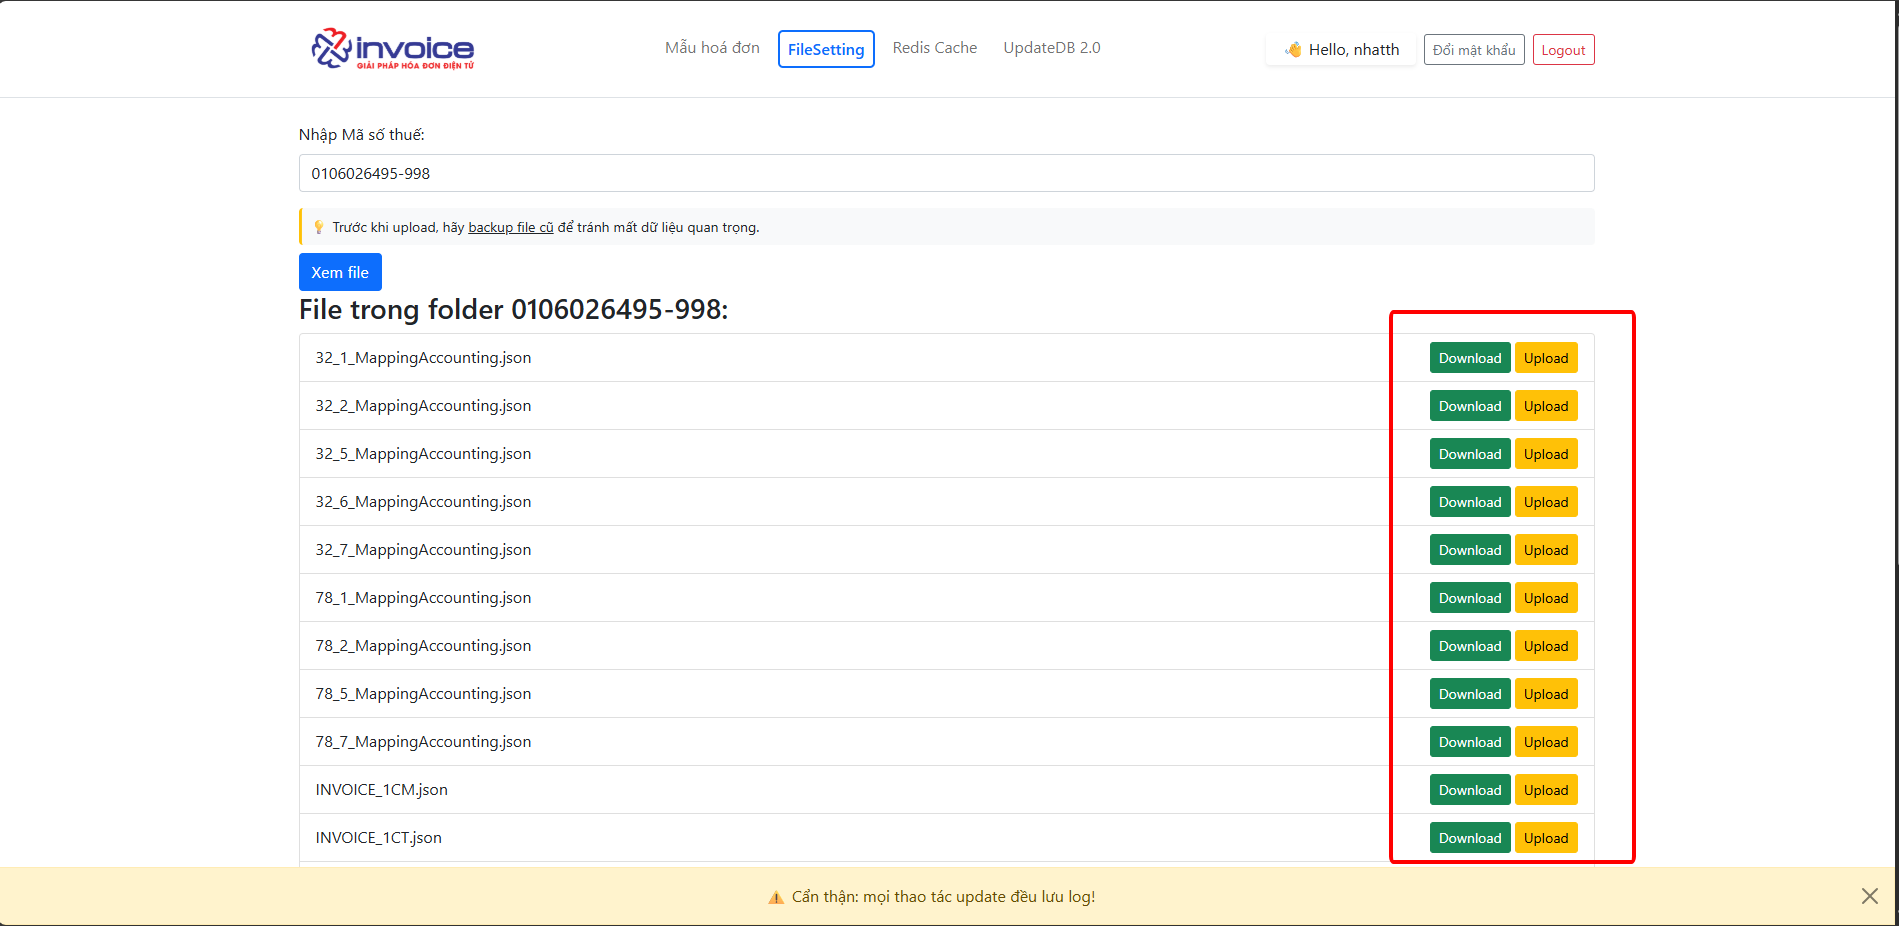 invoice
GIẢI PHÁP HÓA ĐƠN ĐIỆN TỬ
Mẫu hoá đơn FileSetting Redis Cache UpdateDB 2.0
👋 Hello, nhatth Đổi mật khẩu Logout
Nhập Mã số thuế:
0106026495-998
💡 Trước khi upload, hãy backup file cũ để tránh mất dữ liệu quan trọng.
Xem file
File trong folder 0106026495-998:
32_1_MappingAccounting.json Download Upload
32_2_MappingAccounting.json Download Upload
32_5_MappingAccounting.json Download Upload
32_6_MappingAccounting.json Download Upload
32_7_MappingAccounting.json Download Upload
78_1_MappingAccounting.json Download Upload
78_2_MappingAccounting.json Download Upload
78_5_MappingAccounting.json Download Upload
78_7_MappingAccounting.json Download Upload
INVOICE_1CM.json Download Upload
INVOICE_1CT.json Download Upload
⚠️ Cẩn thận: mọi thao tác update đều lưu log!